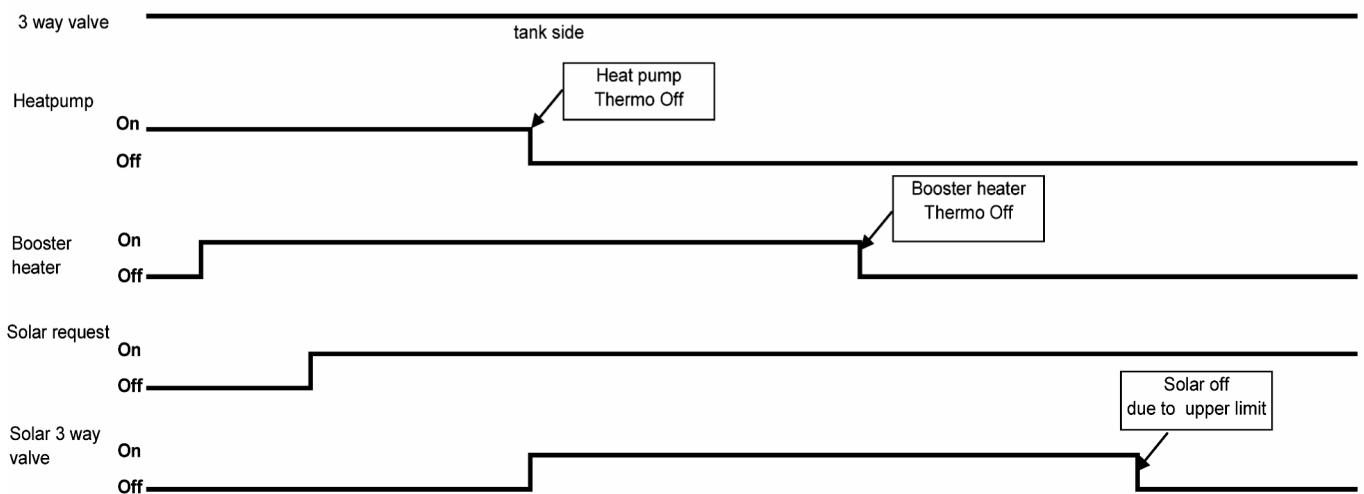 3 way valve
tank side
Heat pump
Thermo Off
Heatpump
On
Off
Booster heater
Thermo Off
Booster
heater
On
Off
Solar request
On
Off
Solar off
due to upper limit
Solar 3 way
valve
On
Off